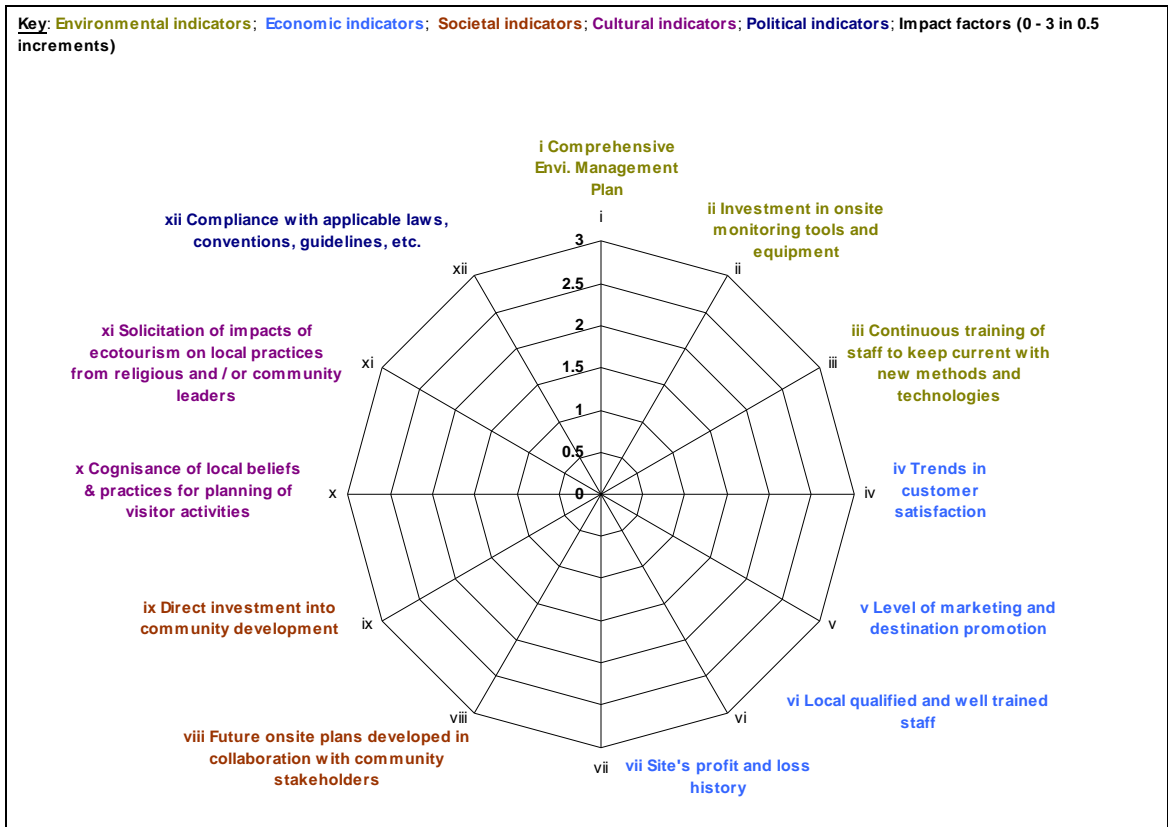 Key: Environmental indicators; Economic indicators; Societal indicators; Cultural indicators; Political indicators; Impact factors (0 - 3 in 0.5
increments)
i Comprehensive
Envi. Management
Plan
i
ii Investment in onsite
monitoring tools and
equipment
ii
iii Continuous training of
staff to keep current with
new methods and
technologies
iii
iv Trends in
customer
satisfaction
iv
v Level of marketing and
destination promotion
v
vi Local qualified and well trained
staff
vi
vii Site's profit and loss
history
vii
viii Future onsite plans developed in
collaboration with community
stakeholders
viii
ix Direct investment into
community development
ix
x Cognisance of local beliefs
& practices for planning of
visitor activities
x
xi Solicitation of impacts of
ecotourism on local practices
from religious and / or community
leaders
xi
xii Compliance with applicable laws,
conventions, guidelines, etc.
xii
3
2.5
2
1.5
1
0.5
0